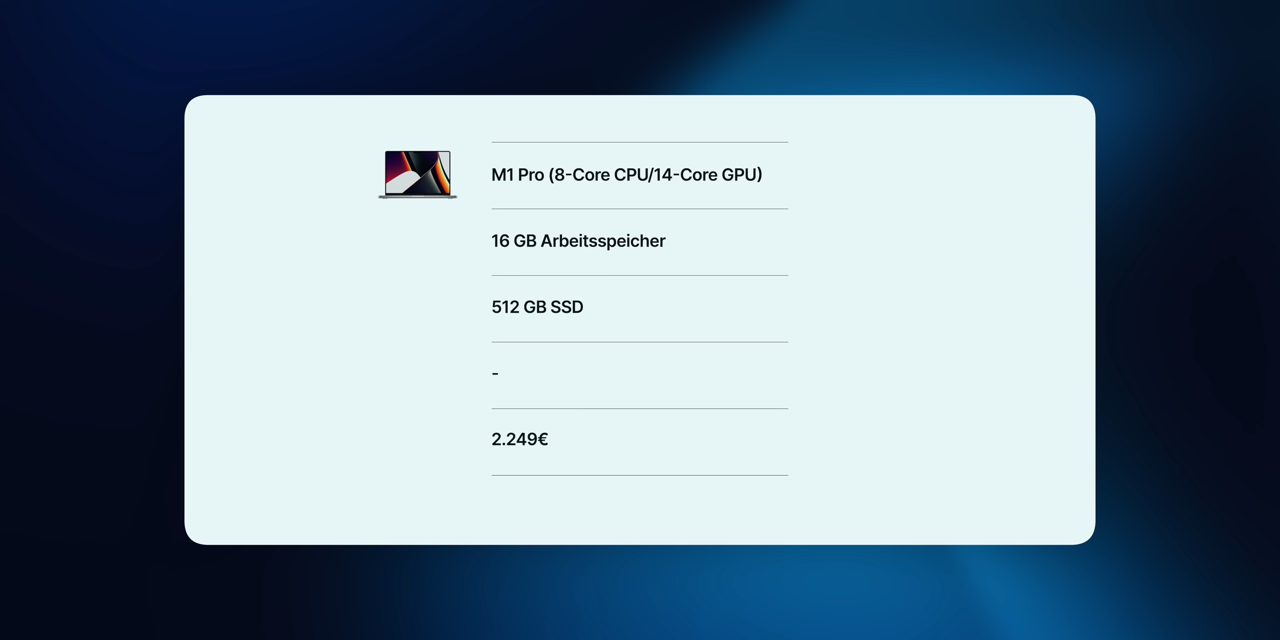 M1 Pro (8-Core CPU/14-Core GPU)
16 GB Arbeitsspeicher
512 GB SSD
-
2.249€